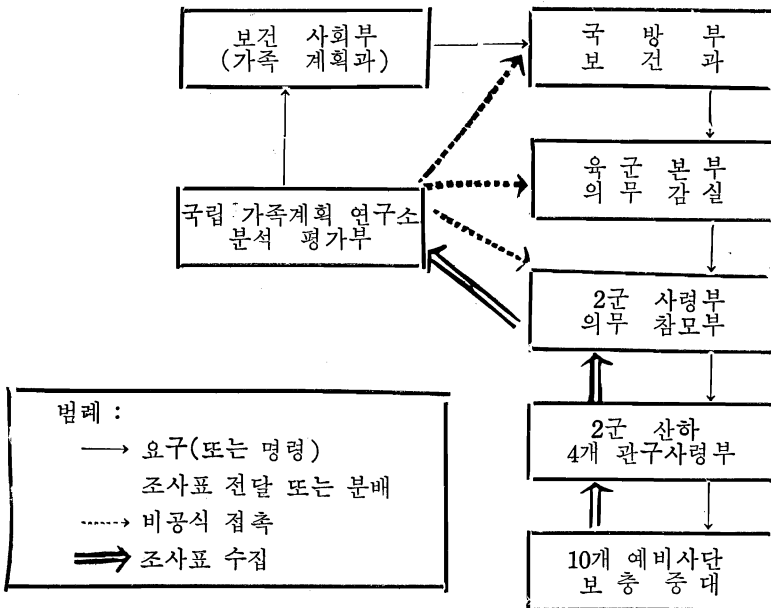 보건 사회부
(가족 계획과)
국 방 부
보 건 과
육 군 본 부
의 무 감 실
국립 가족계획 연구소
분석 평가부
2군 사령부
의무 참모부
2군 산하
4개 관구사령부
10개 예비사단
보 충 중 대
범례 :
요구(또는 명령)
조사표 전달 또는 분배
비공식 접촉
조사표 수집